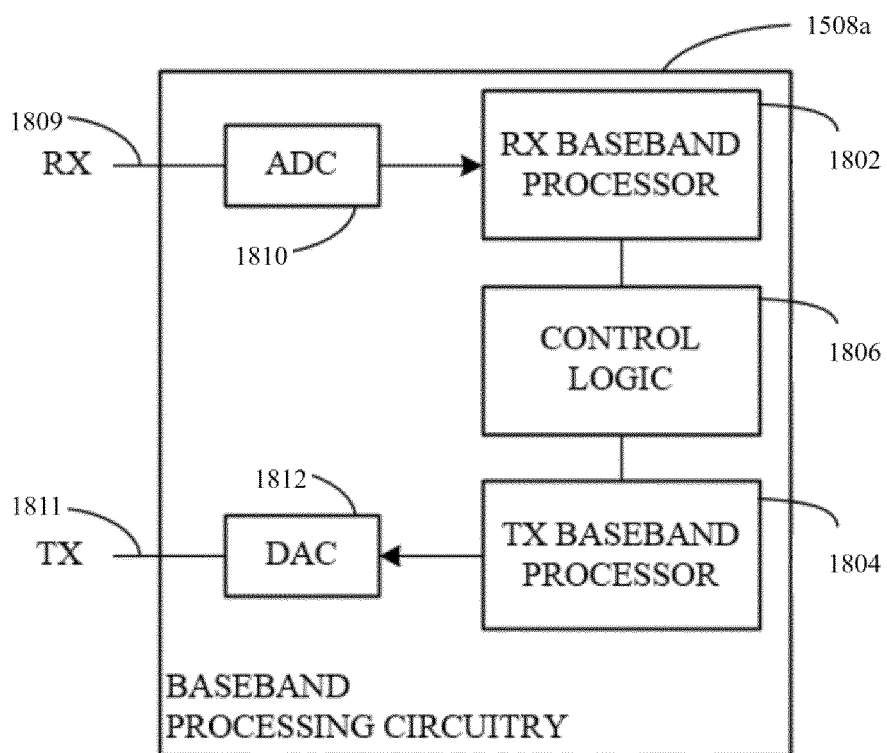 1508a
1809
RX
ADC
1810
RX BASEBAND
PROCESSOR
1802
CONTROL
LOGIC
1806
1811
TX
1812
DAC
TX BASEBAND
PROCESSOR
1804
BASEBAND
PROCESSING CIRCUITRY